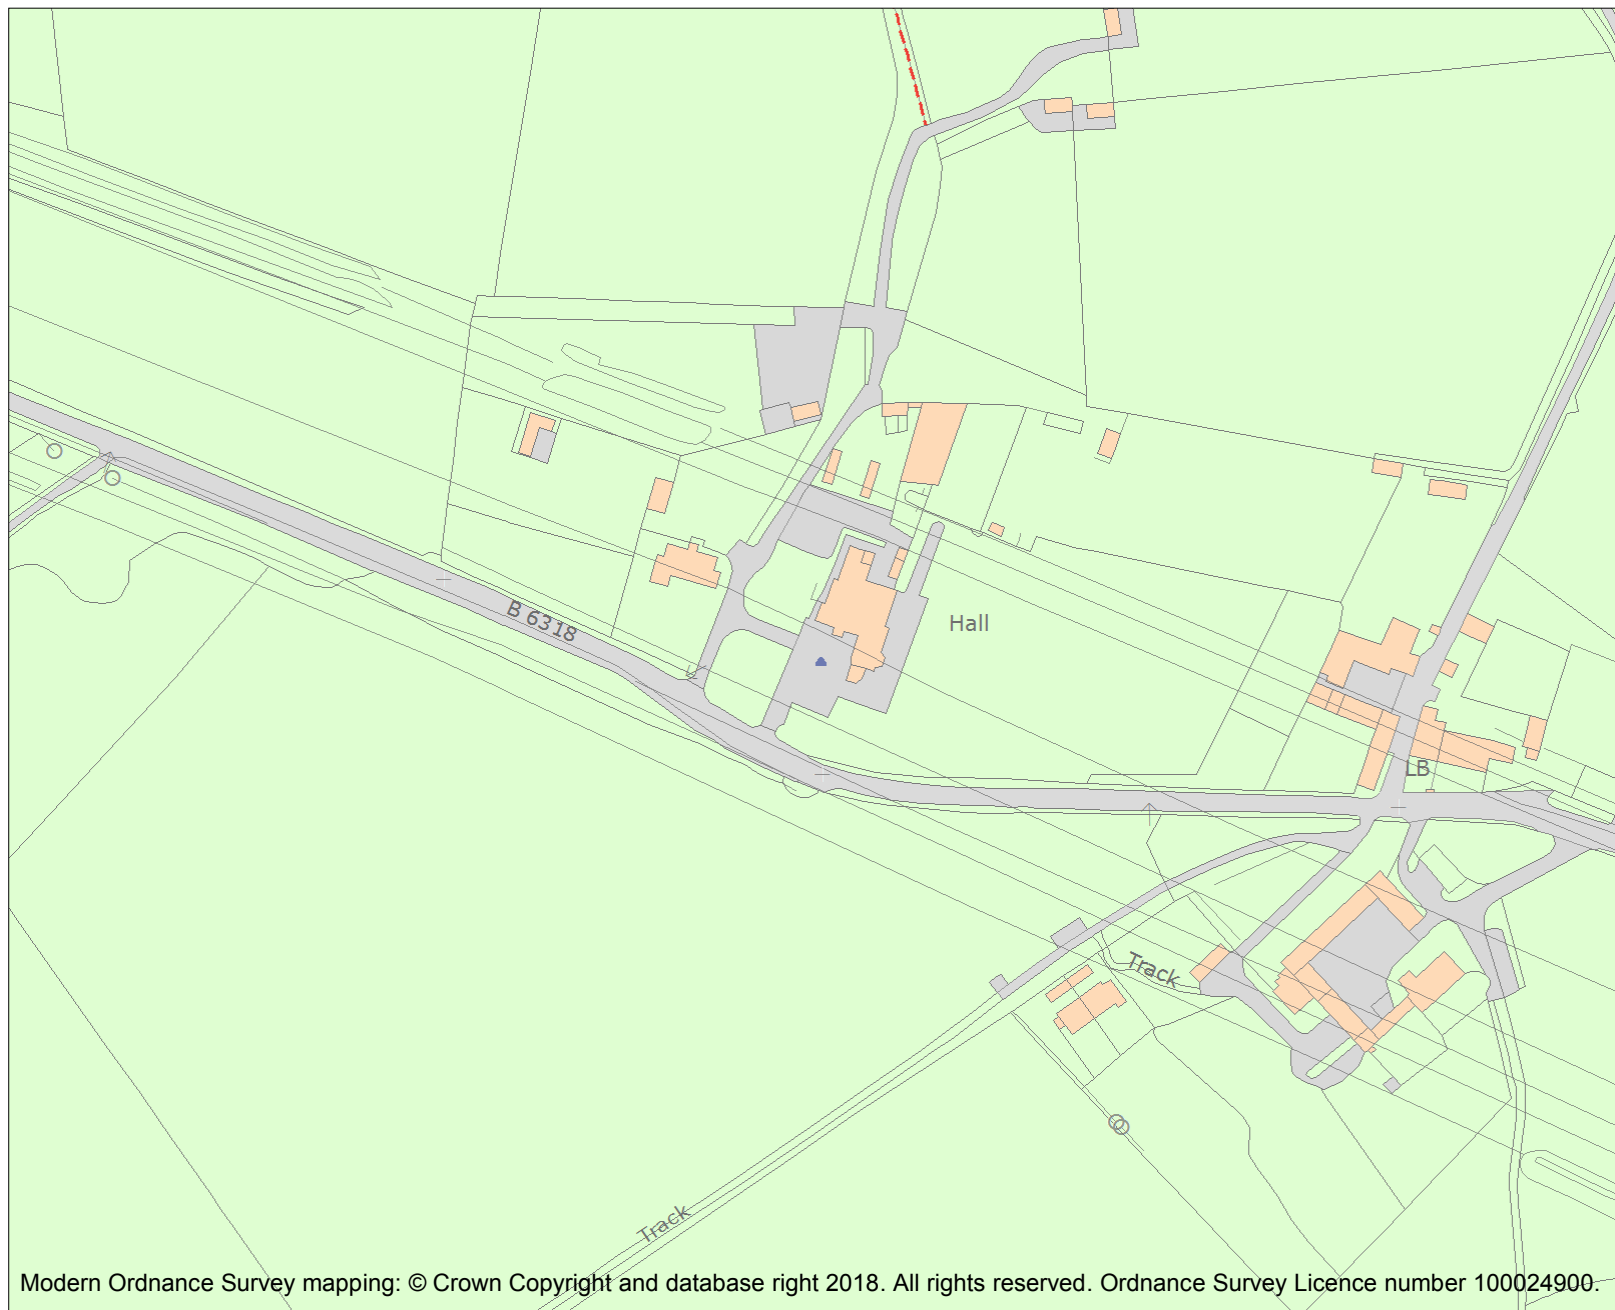 B 6318
Hall
LB
Track
Track
Modern Ordnance Survey mapping: © Crown Copyright and database right 2018. All rights reserved. Ordnance Survey Licence number 100024900.